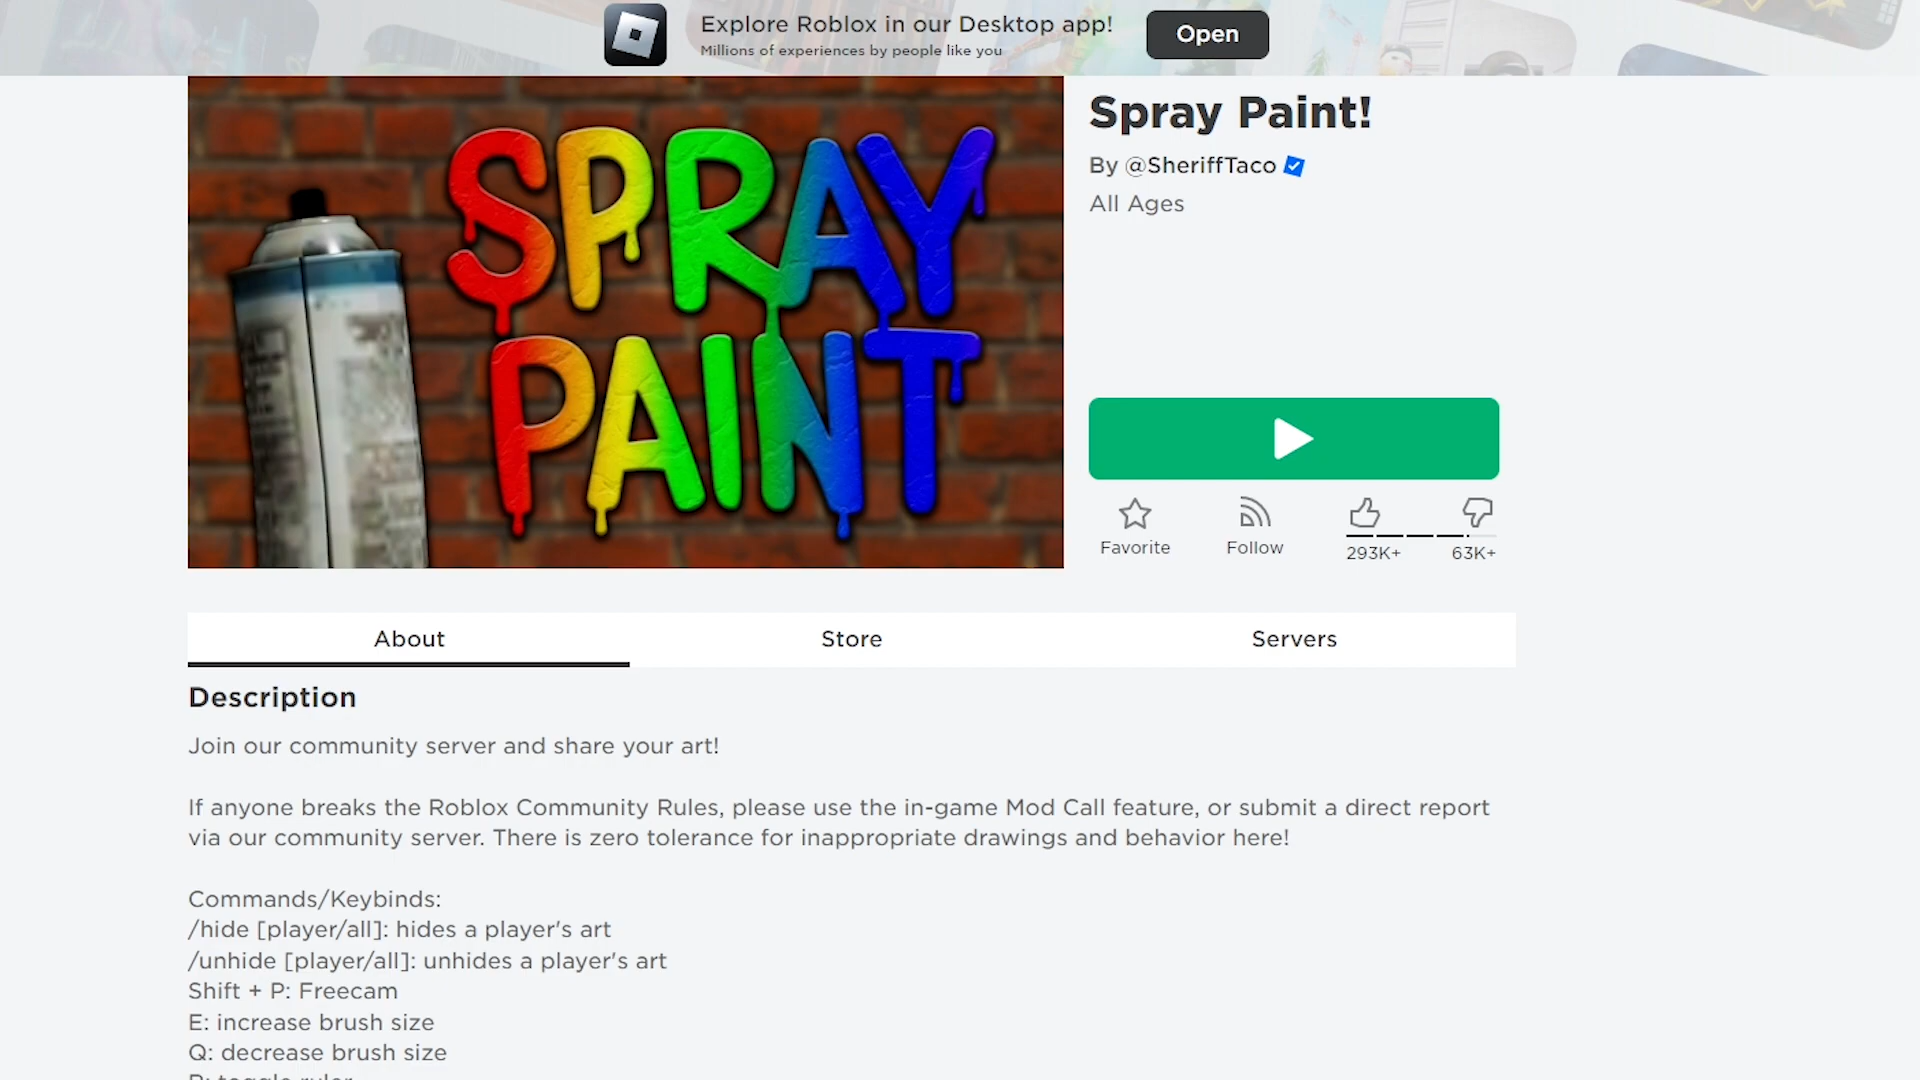 Explore Roblox in our Desktop app!
Millions of experiences by people like you
Open
SPRAY
PAINT
Spray Paint!
By @SheriffTaco
All Ages
Favorite
Follow
293K+
63K+
About
Store
Servers
Description
Join our community server and share your art!
If anyone breaks the Roblox Community Rules, please use the in-game Mod Call feature, or submit a direct report
via our community server. There is zero tolerance for inappropriate drawings and behavior here!
Commands/Keybinds:
/hide [player/all]: hides a player's art
/unhide [player/all]: unhides a player's art
Shift + P: Freecam
E: increase brush size
Q: decrease brush size